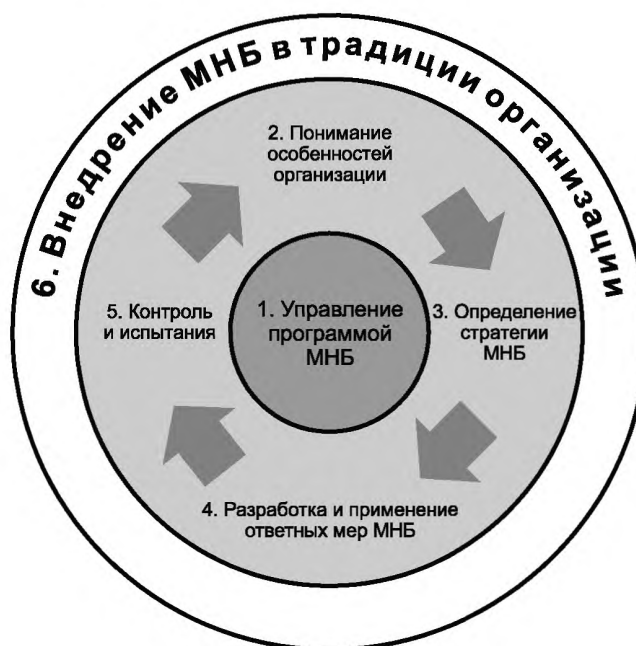 6. Внедрение МНБ в традиции организации
2. Понимание
особенностей
организации
5. Контроль
и испытания
1. Управление
программой
МНБ
3. Определение
стратегии
МНБ
4. Разработка и применение
ответных мер МНБ